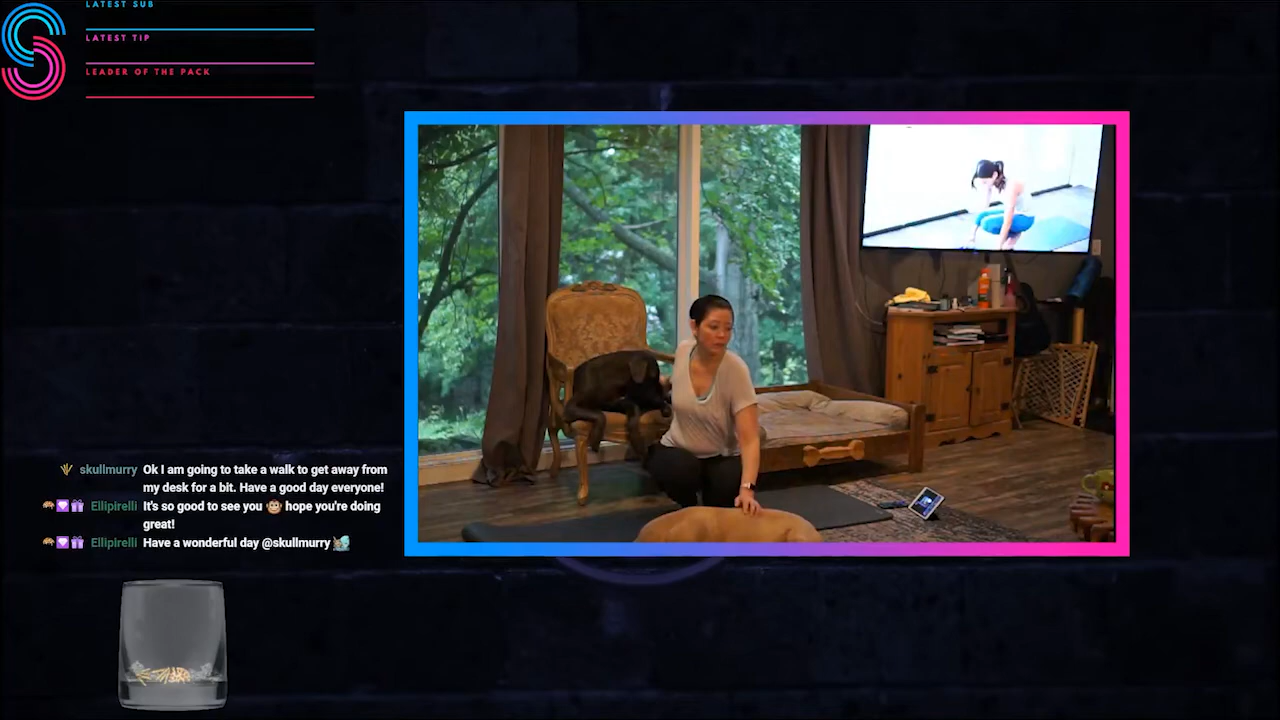 LATEST SUB
LATEST TIP
LEADER OF THE PACK
skullmurry Ok I am going to take a walk to get away from
my desk for a bit. Have a good day everyone!
Ellipirelli It's so good to see you 🐵 hope you're doing
great!
Ellipirelli Have a wonderful day @skullmurry